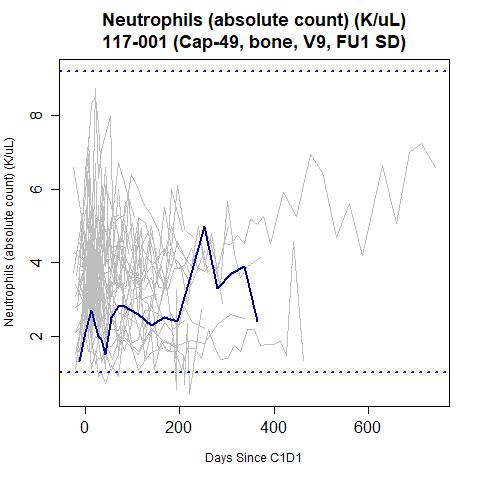 Neutrophils (absolute count) (K/uL)
117-001 (Cap-49, bone, V9, FU1 SD)
Neutrophils (absolute count) (K/uL)
8
6
4
2
0 200 400 600
Days Since C1D1